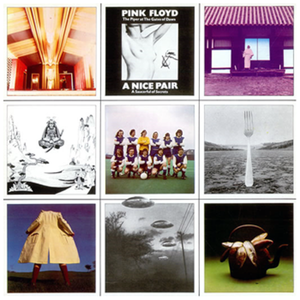 PINK FLOYD
The Piper at The Gates of Dawn
A NICE PAIR
A Saucerful of Secrets